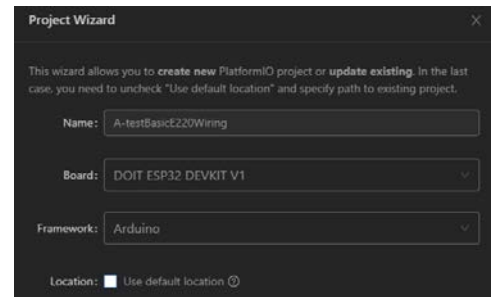 Project Wizard
This wizard allows you to create new PlatformIO project or update existing. In the last
case, you need to uncheck "Use default location" and specify path to existing project.
Name: A-testBasicE220Wiring
Board: DOIT ESP32 DEVKIT V1
Framework: Arduino
Location: Use default location